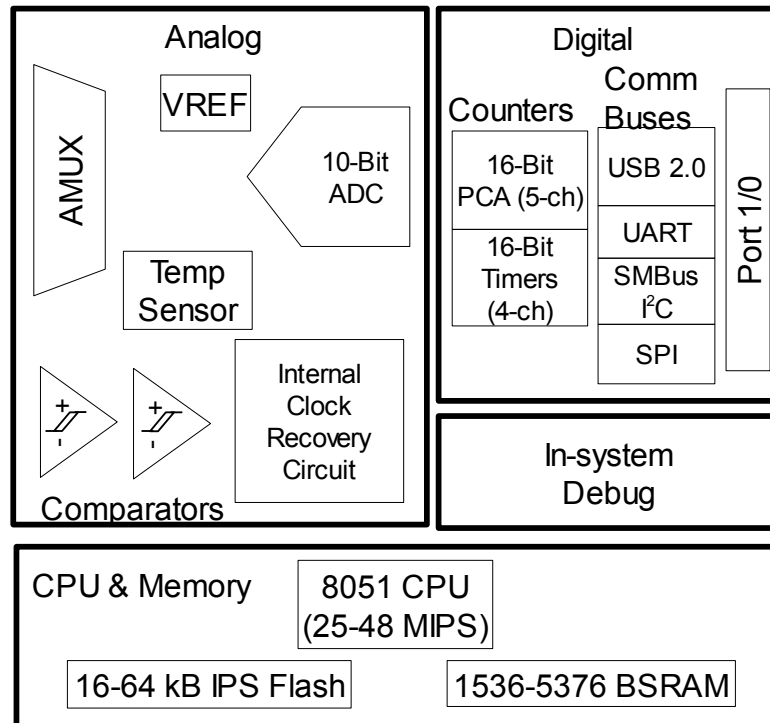 Analog
VREF
AMUX
10-Bit
ADC
Temp
Sensor
+
-
+
-
Internal
Clock
Recovery
Circuit
Comparators
Digital
Counters
Comm
Buses
16-Bit
PCA (5-ch)
16-Bit
Timers
(4-ch)
USB 2.0
UART
SMBus
I²C
SPI
Port 1/0
In-system
Debug
CPU & Memory
8051 CPU
(25-48 MIPS)
16-64 kB IPS Flash
1536-5376 BSRAM